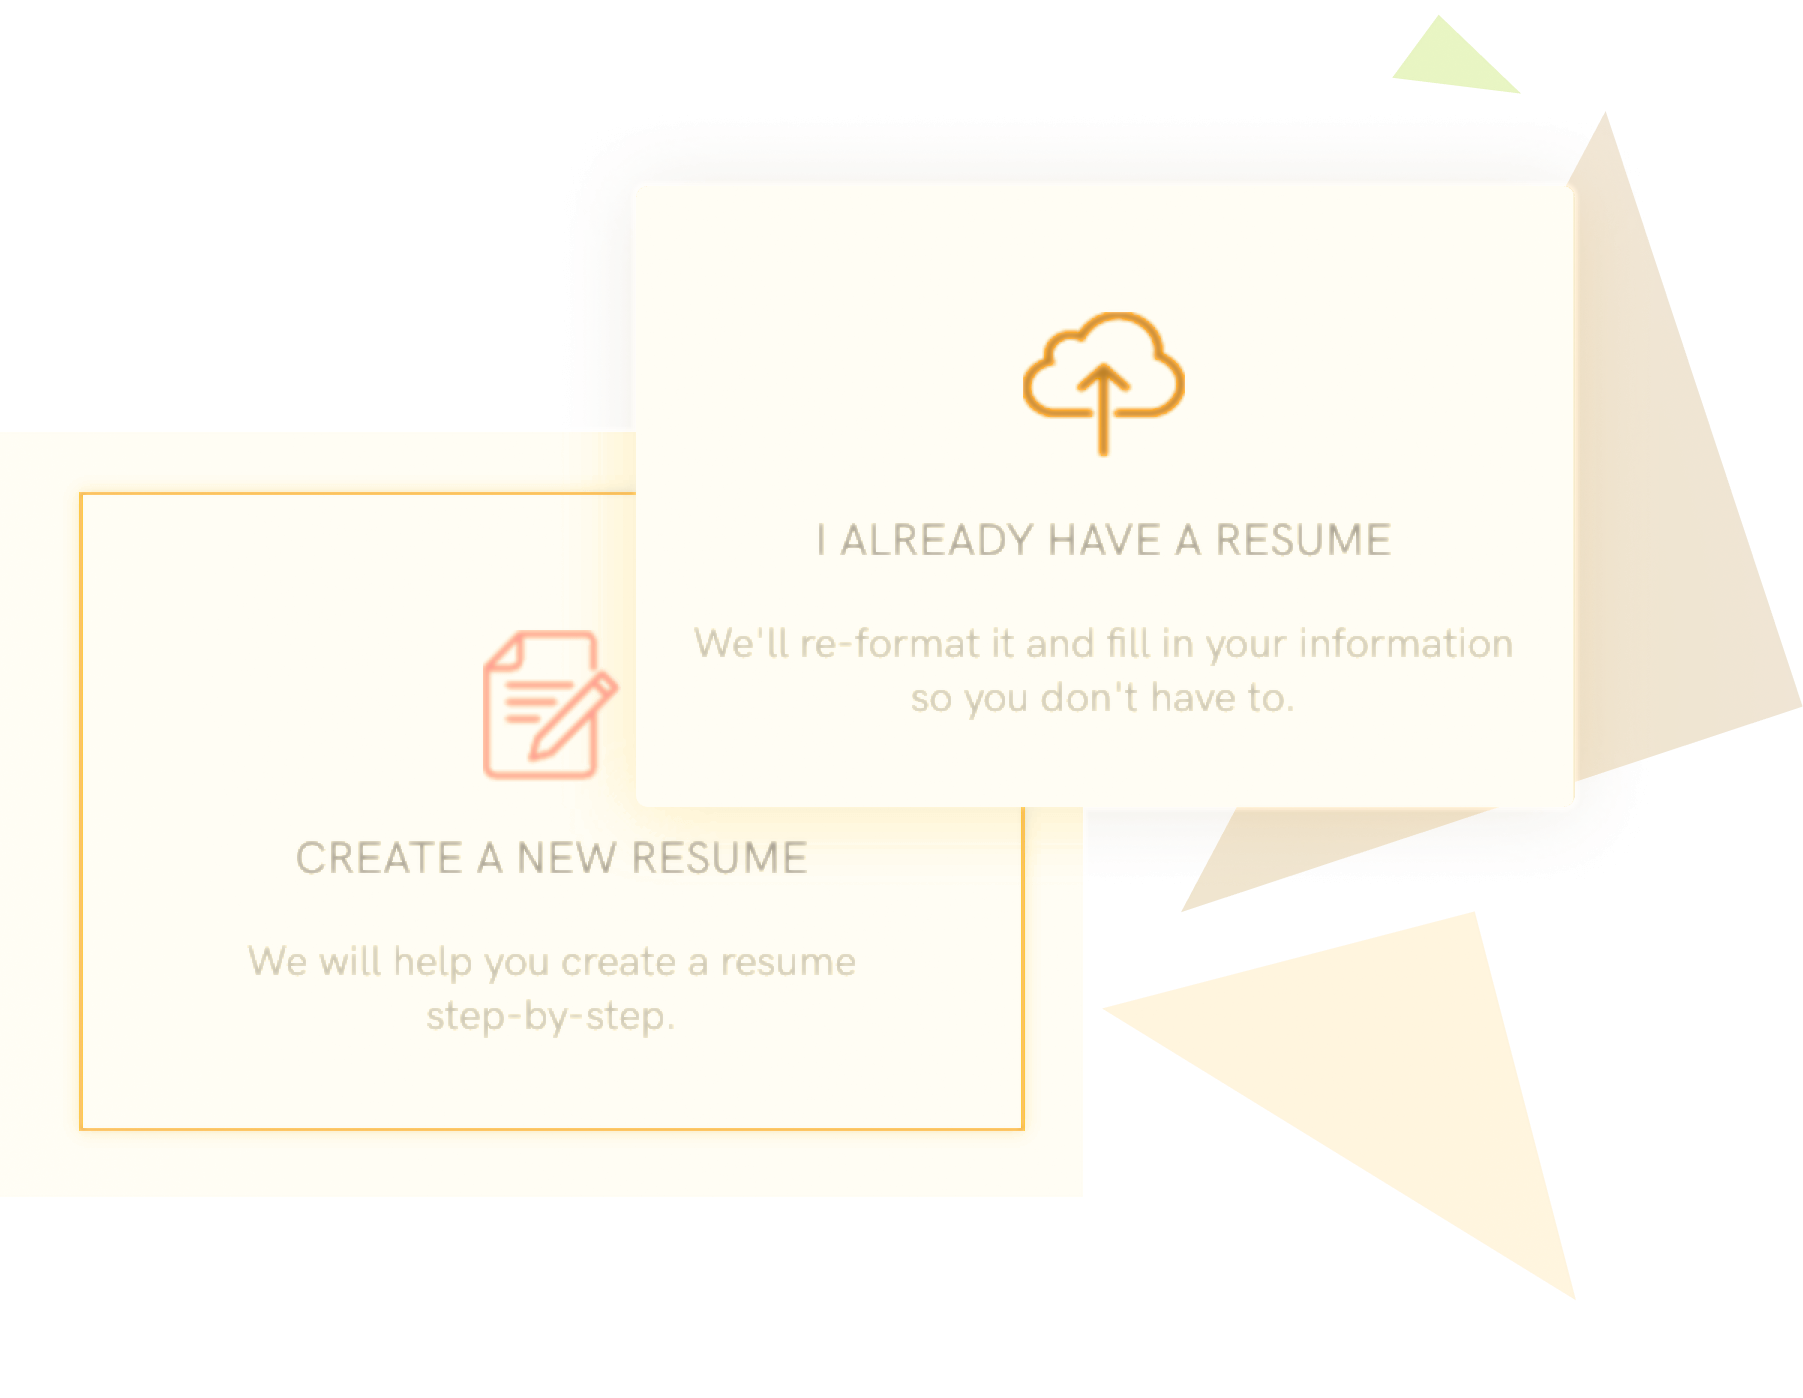 I ALREADY HAVE A RESUME
We'll re-format it and fill in your information
so you don't have to.
CREATE A NEW RESUME
We will help you create a resume
step-by-step.